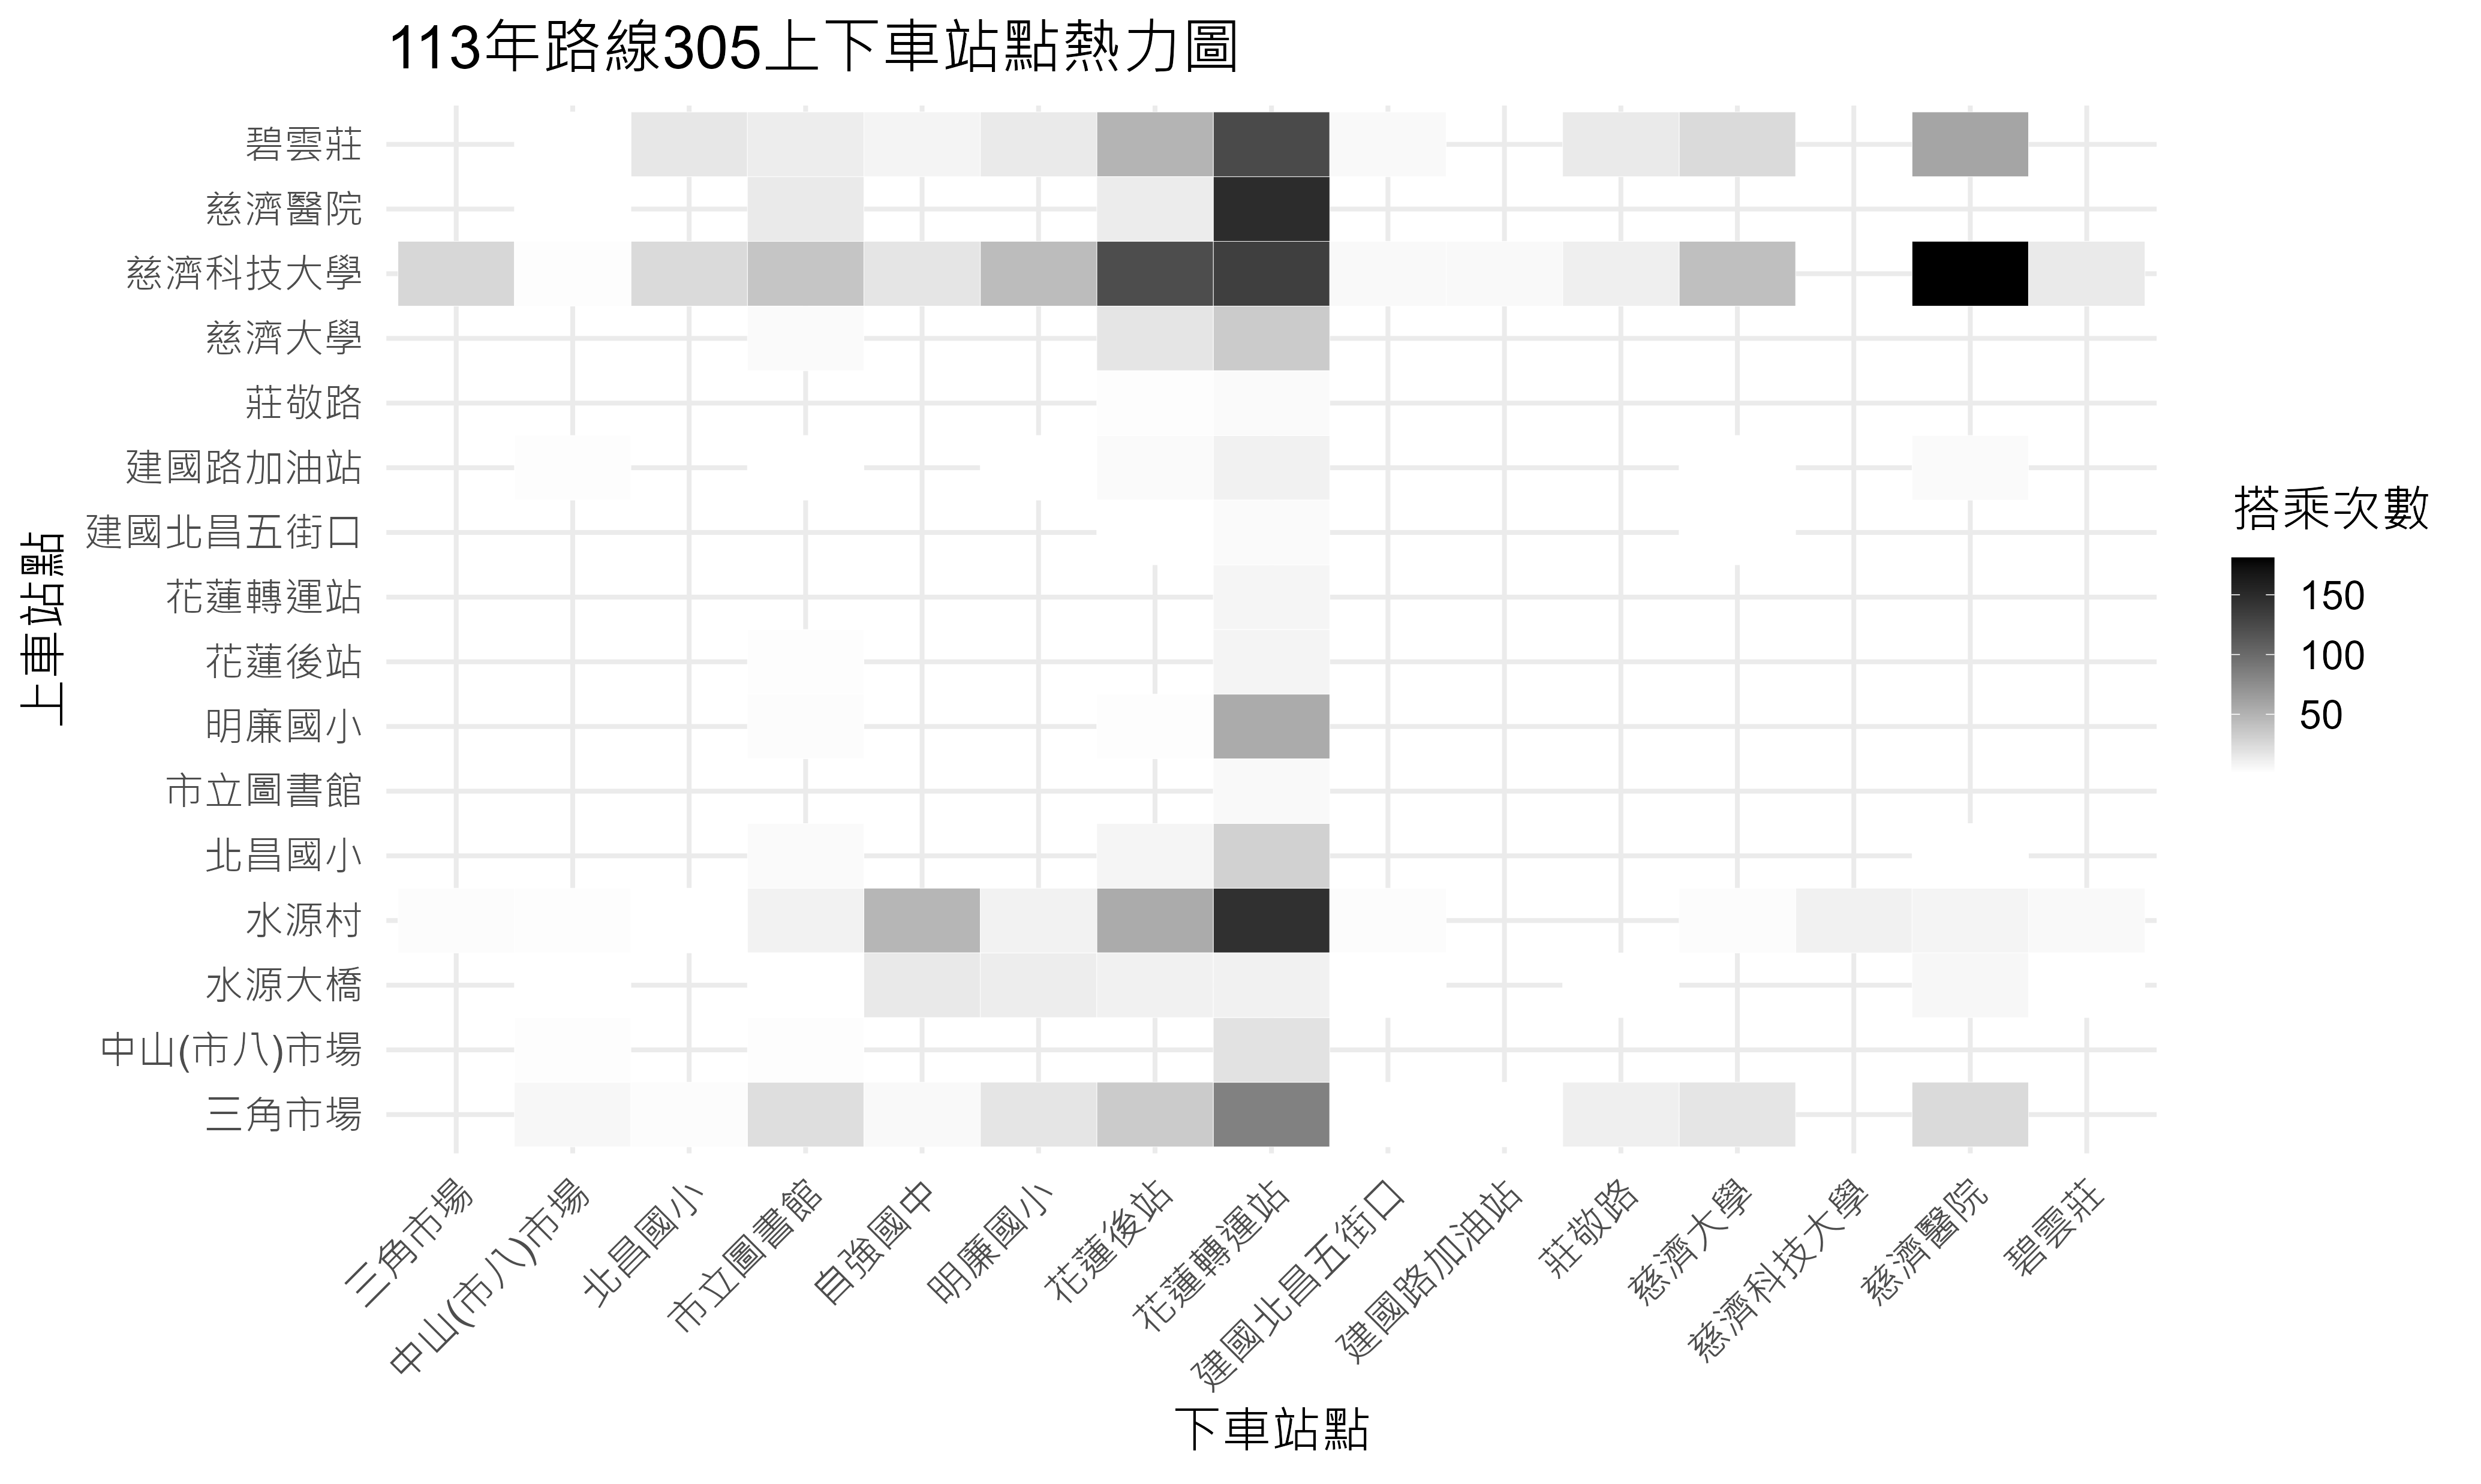 113年路線305上下車站點熱力圖
碧雲莊
慈濟醫院
慈濟科技大學
慈濟大學
莊敬路
建國路加油站
建國北昌五街口
花蓮轉運站
花蓮後站
明廉國小
市立圖書館
北昌國小
水源村
水源大橋
中山(市八)市場
三角市場
上車站點
三角市場
中山(市八)市場
北昌國小
市立圖書館
自強國中
明廉國小
花蓮後站
花蓮轉運站
建國北昌五街口
建國路加油站
莊敬路
慈濟大學
慈濟科技大學
慈濟醫院
碧雲莊
下車站點
搭乘次數
150
100
50